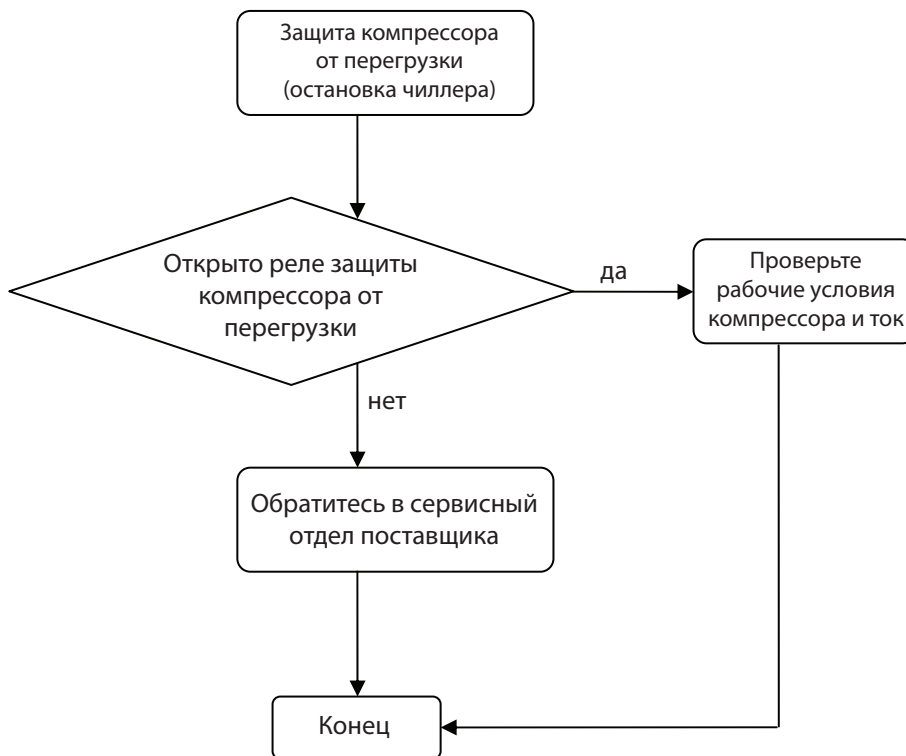 Защита компрессора
от перегрузки
(остановка чиллера)
Открыто реле защиты
компрессора от
перегрузки
да
Проверьте
рабочие условия
компрессора и ток
нет
Обратитесь в сервисный
отдел поставщика
Конец